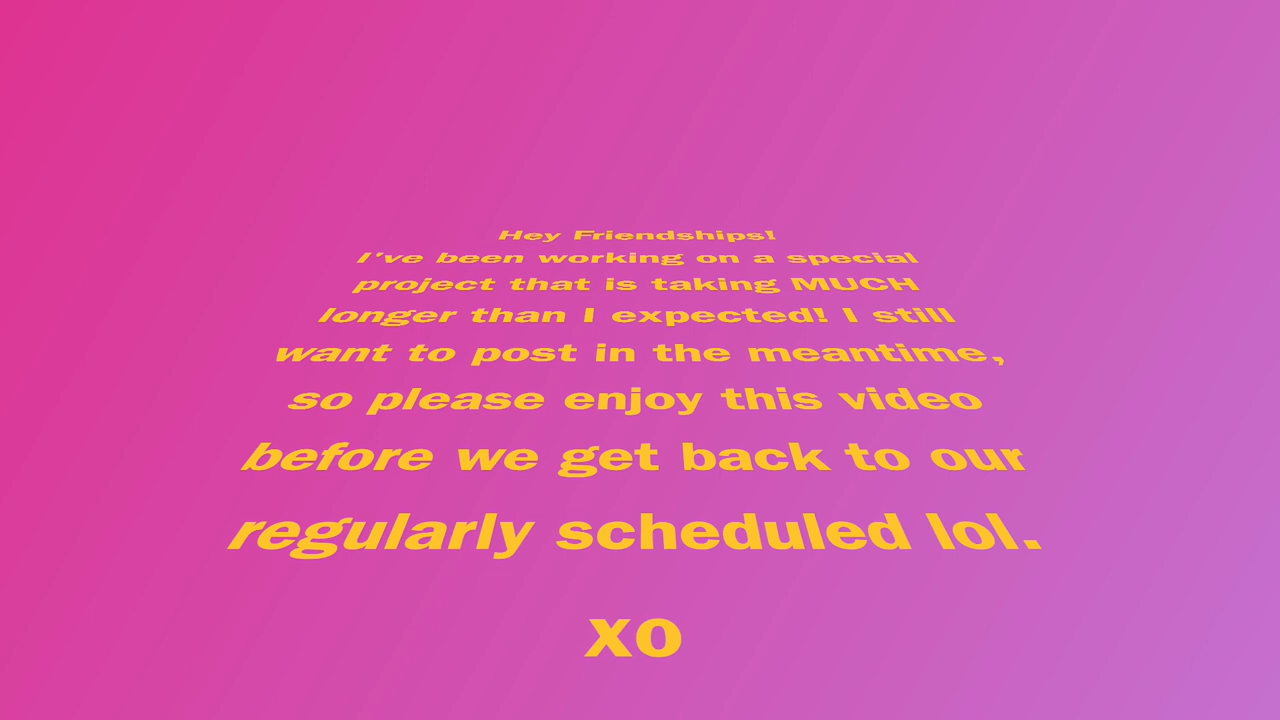 Hey Friendships!
I've been working on a special
project that is taking MUCH
longer than I expected! I still
want to post in the meantime,
so please enjoy this video
before we get back to our
regularly scheduled lol.
xo